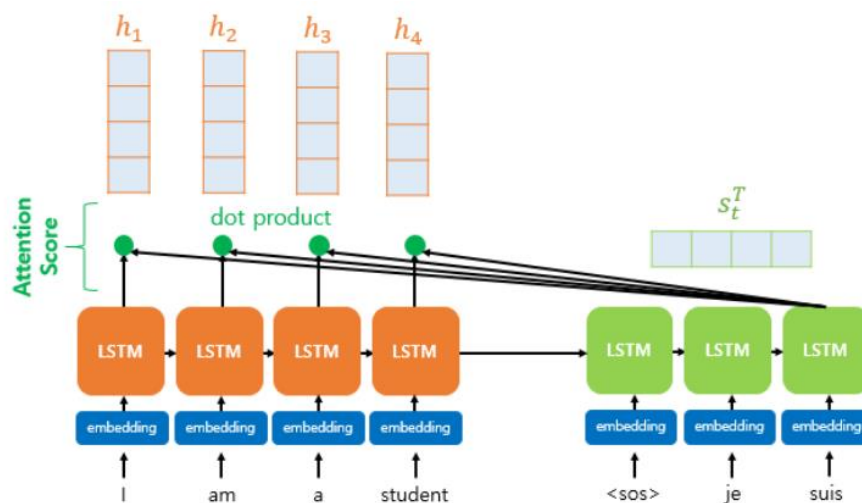 h₁ h₂ h₃ h₄
s_t^T
dot product
Attention
Score
LSTM LSTM LSTM LSTM LSTM LSTM LSTM
embedding embedding embedding embedding embedding embedding embedding
I am a student <sos> je suis